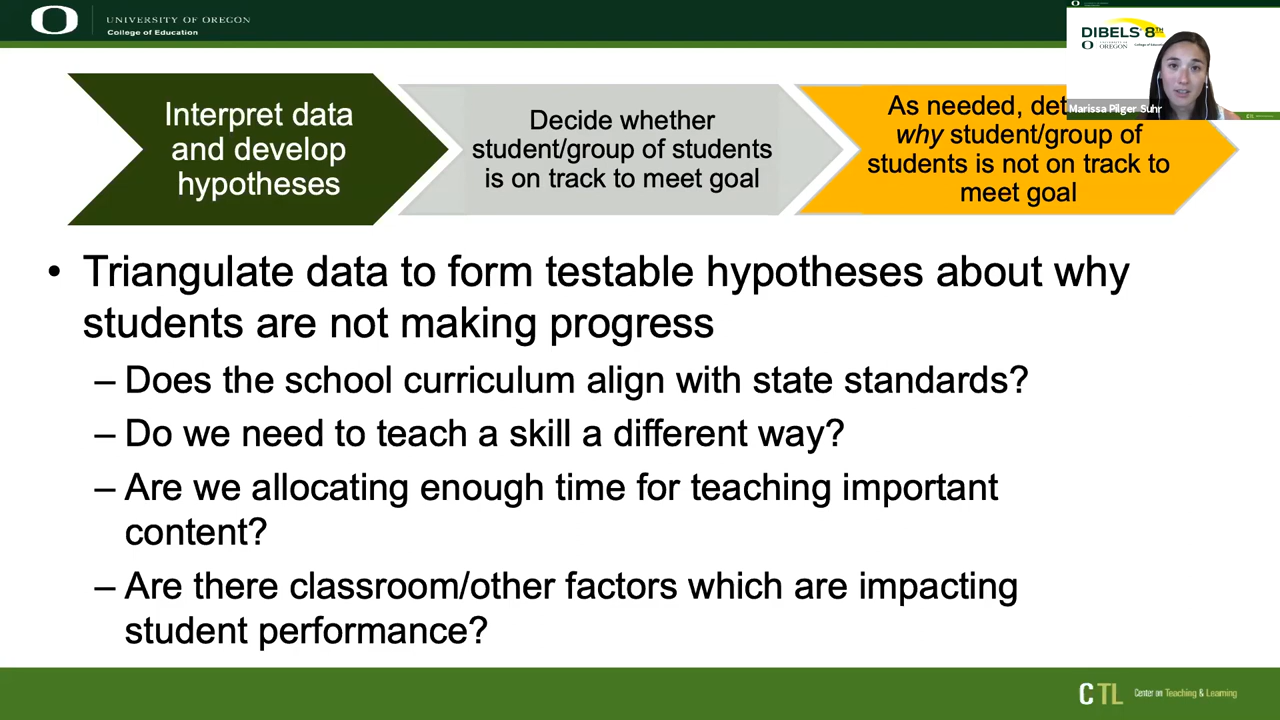 UNIVERSITY OF OREGON
College of Education
DIBELS 8TH
OREGON
Marissa Pilger Suhr
Interpret data
and develop
hypotheses
Decide whether
student/group of students
is on track to meet goal
As needed, det
why student/group of
students is not on track to
meet goal
• Triangulate data to form testable hypotheses about why
students are not making progress
– Does the school curriculum align with state standards?
– Do we need to teach a skill a different way?
– Are we allocating enough time for teaching important
content?
– Are there classroom/other factors which are impacting
student performance?
CTL Center on Teaching & Learning